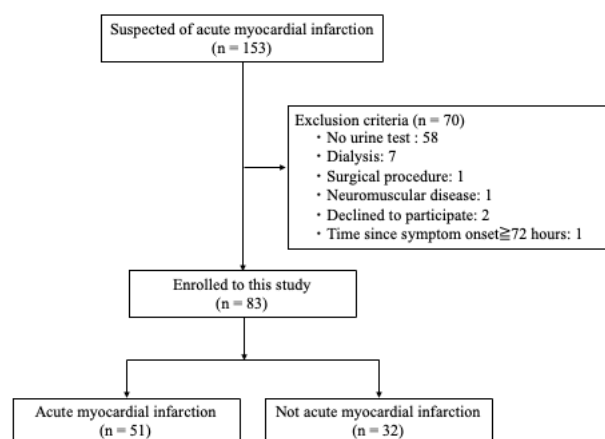 Suspected of acute myocardial infarction
(n = 153)
Exclusion criteria (n = 70)
・No urine test : 58
・Dialysis: 7
・Surgical procedure: 1
・Neuromuscular disease: 1
・Declined to participate: 2
・Time since symptom onset≧72 hours: 1
Enrolled to this study
(n = 83)
Acute myocardial infarction
(n = 51)
Not acute myocardial infarction
(n = 32)